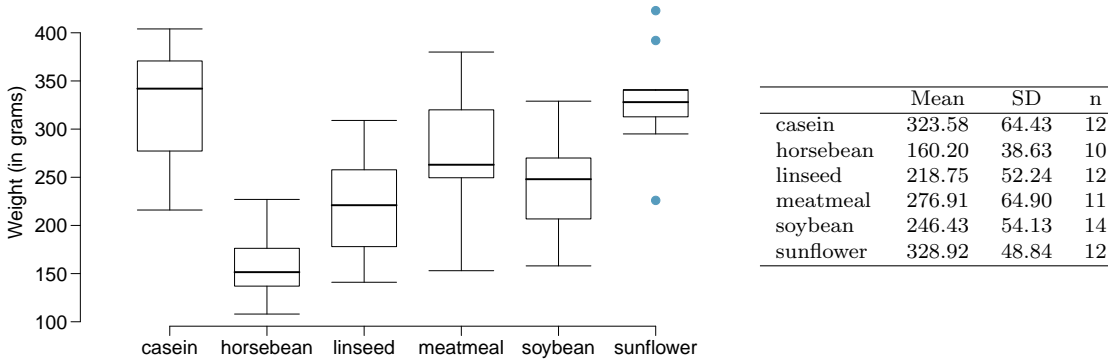 Weight (in grams)
400
350
300
250
200
150
100
casein horsebean linseed meatmeal soybean sunflower
Mean SD n
casein 323.58 64.43 12
horsebean 160.20 38.63 10
linseed 218.75 52.24 12
meatmeal 276.91 64.90 11
soybean 246.43 54.13 14
sunflower 328.92 48.84 12